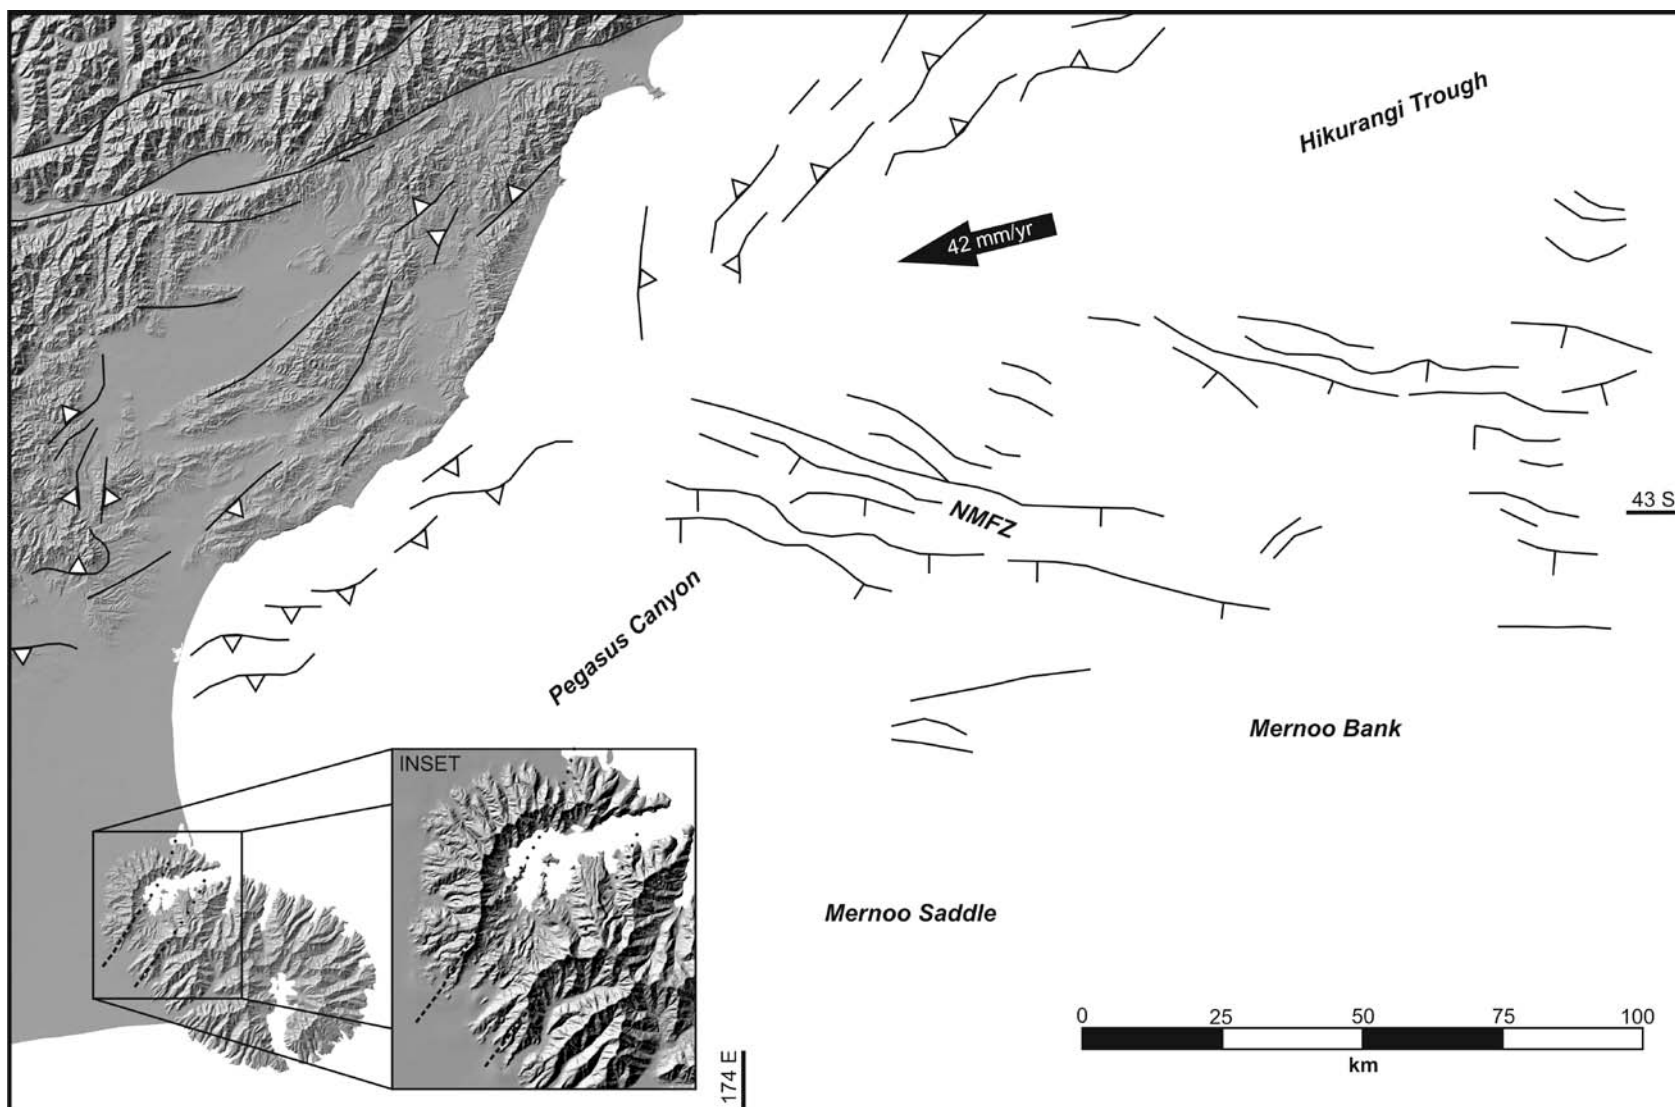 Hikurangi Trough
42 mm/yr
NMFZ
43 S
Pegasus Canyon
Mernoo Bank
INSET
Mernoo Saddle
0 25 50 75 100
km
174 E